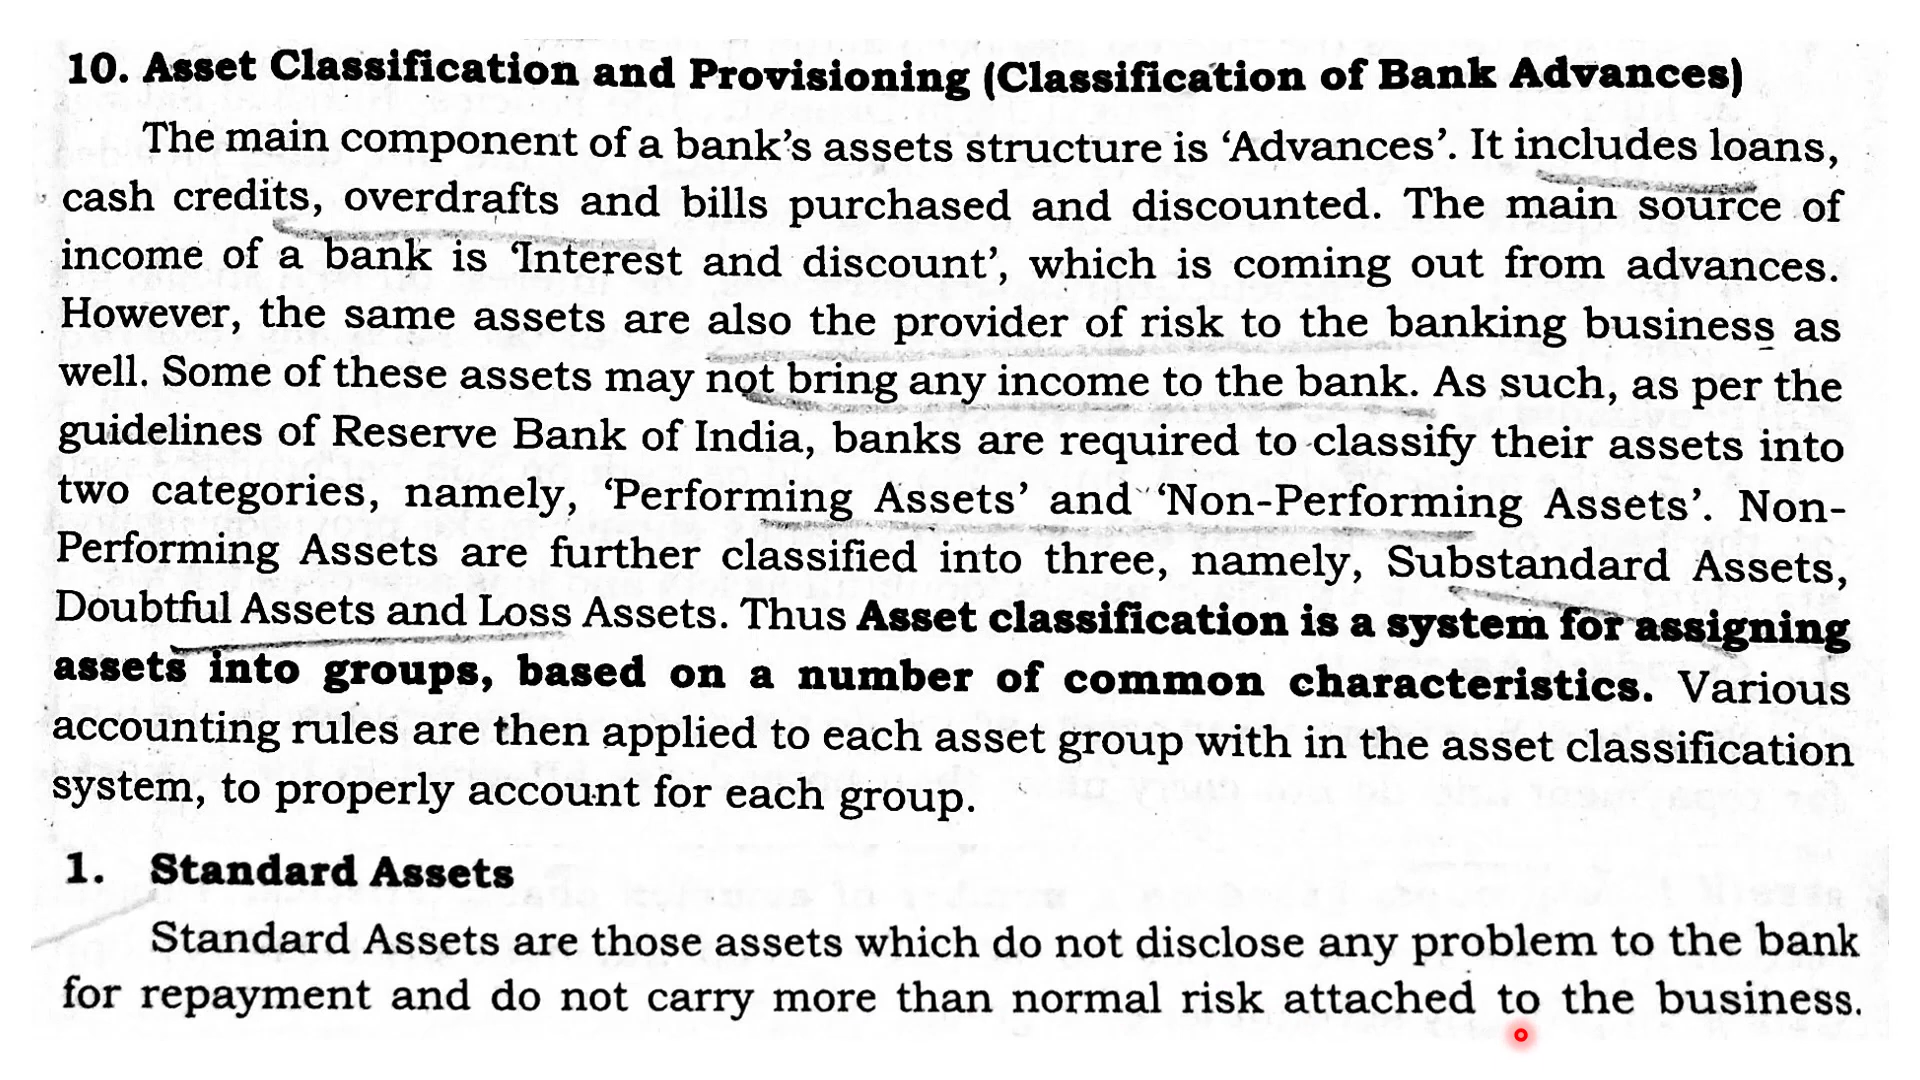 10. Asset Classification and Provisioning (Classification of Bank Advances)
The main component of a bank's assets structure is 'Advances'. It includes loans,
cash credits, overdrafts and bills purchased and discounted. The main source of
income of a bank is 'Interest and discount', which is coming out from advances.
However, the same assets are also the provider of risk to the banking business as
well. Some of these assets may not bring any income to the bank. As such, as per the
guidelines of Reserve Bank of India, banks are required to classify their assets into
two categories, namely, 'Performing Assets' and 'Non-Performing Assets'. Non-
Performing Assets are further classified into three, namely, Substandard Assets,
Doubtful Assets and Loss Assets. Thus Asset classification is a system for assigning
assets into groups, based on a number of common characteristics. Various
accounting rules are then applied to each asset group with in the asset classification
system, to properly account for each group.
1. Standard Assets
Standard Assets are those assets which do not disclose any problem to the bank
for repayment and do not carry more than normal risk attached to the business.